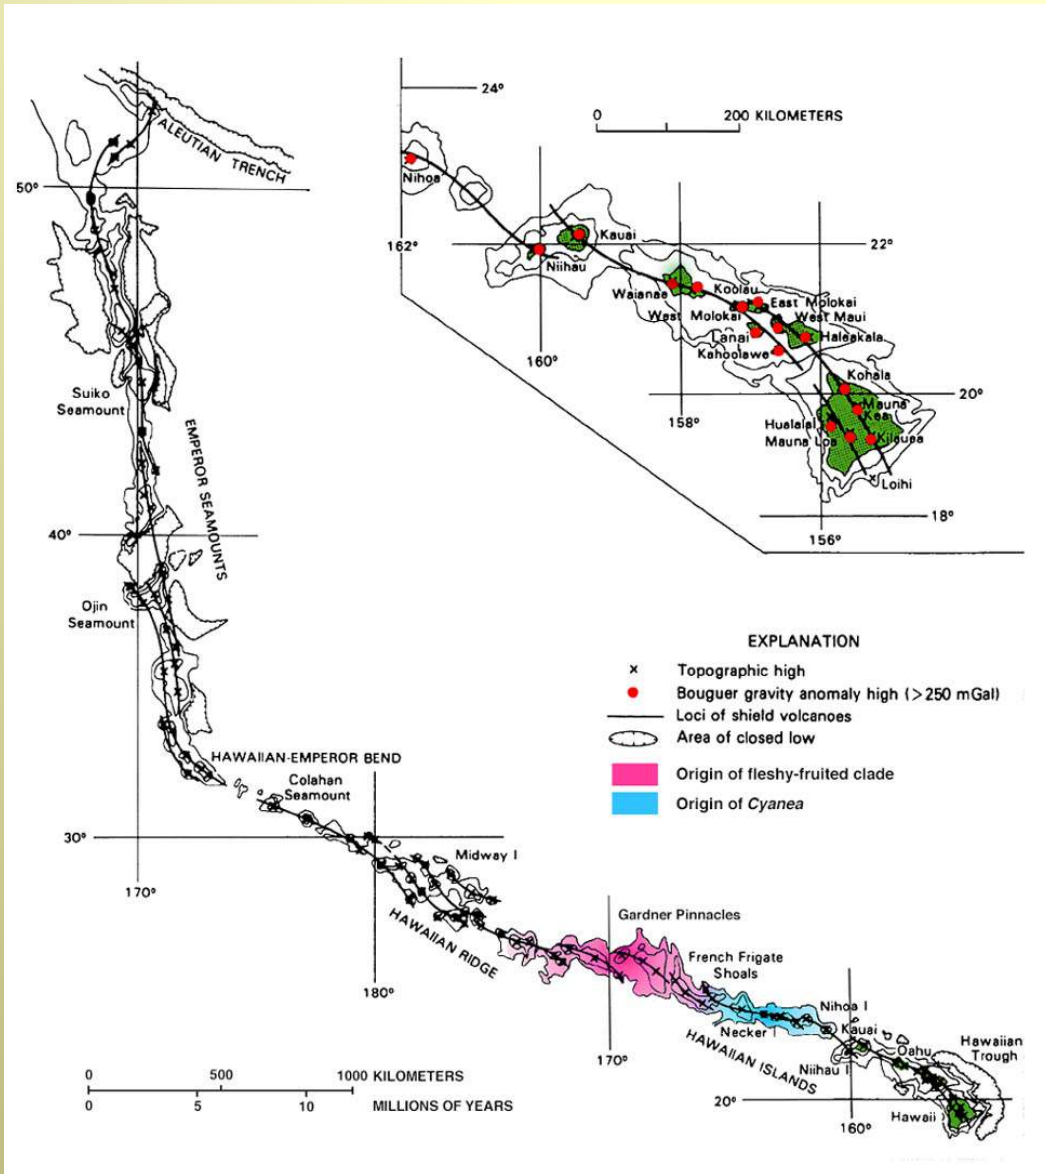 24°
0
200 KILOMETERS
ALEUTIAN TRENCH
50°
Nihoa
162°
Kauai
22°
Niihau
Waianae
Koolau
East Molokai
West Molokai
West Maui
Lanai
Haleakala
Kahoolawe
160°
158°
Kohala
20°
Mauna
Kea
Hualalai
Mauna Loa
Kilauea
Loihi
18°
156°
Suiko
Seamount
EMPEROR SEAMOUNTS
40°
Ojin
Seamount
EXPLANATION
Topographic high
Bouguer gravity anomaly high (>250 mGal)
Loci of shield volcanoes
Area of closed low
Origin of fleshy-fruited clade
Origin of Cyanea
HAWAIIAN-EMPEROR BEND
Colahan
Seamount
30°
Midway I
170°
HAWAIIAN RIDGE
180°
Gardner Pinnacles
French Frigate
Shoals
Necker I
Nihoa I
Kauai
170°
HAWAIIAN ISLANDS
Niihau I
Oahu
Hawaiian
Trough
20°
Hawaii
160°
0 500 1000 KILOMETERS
0 5 10 MILLIONS OF YEARS